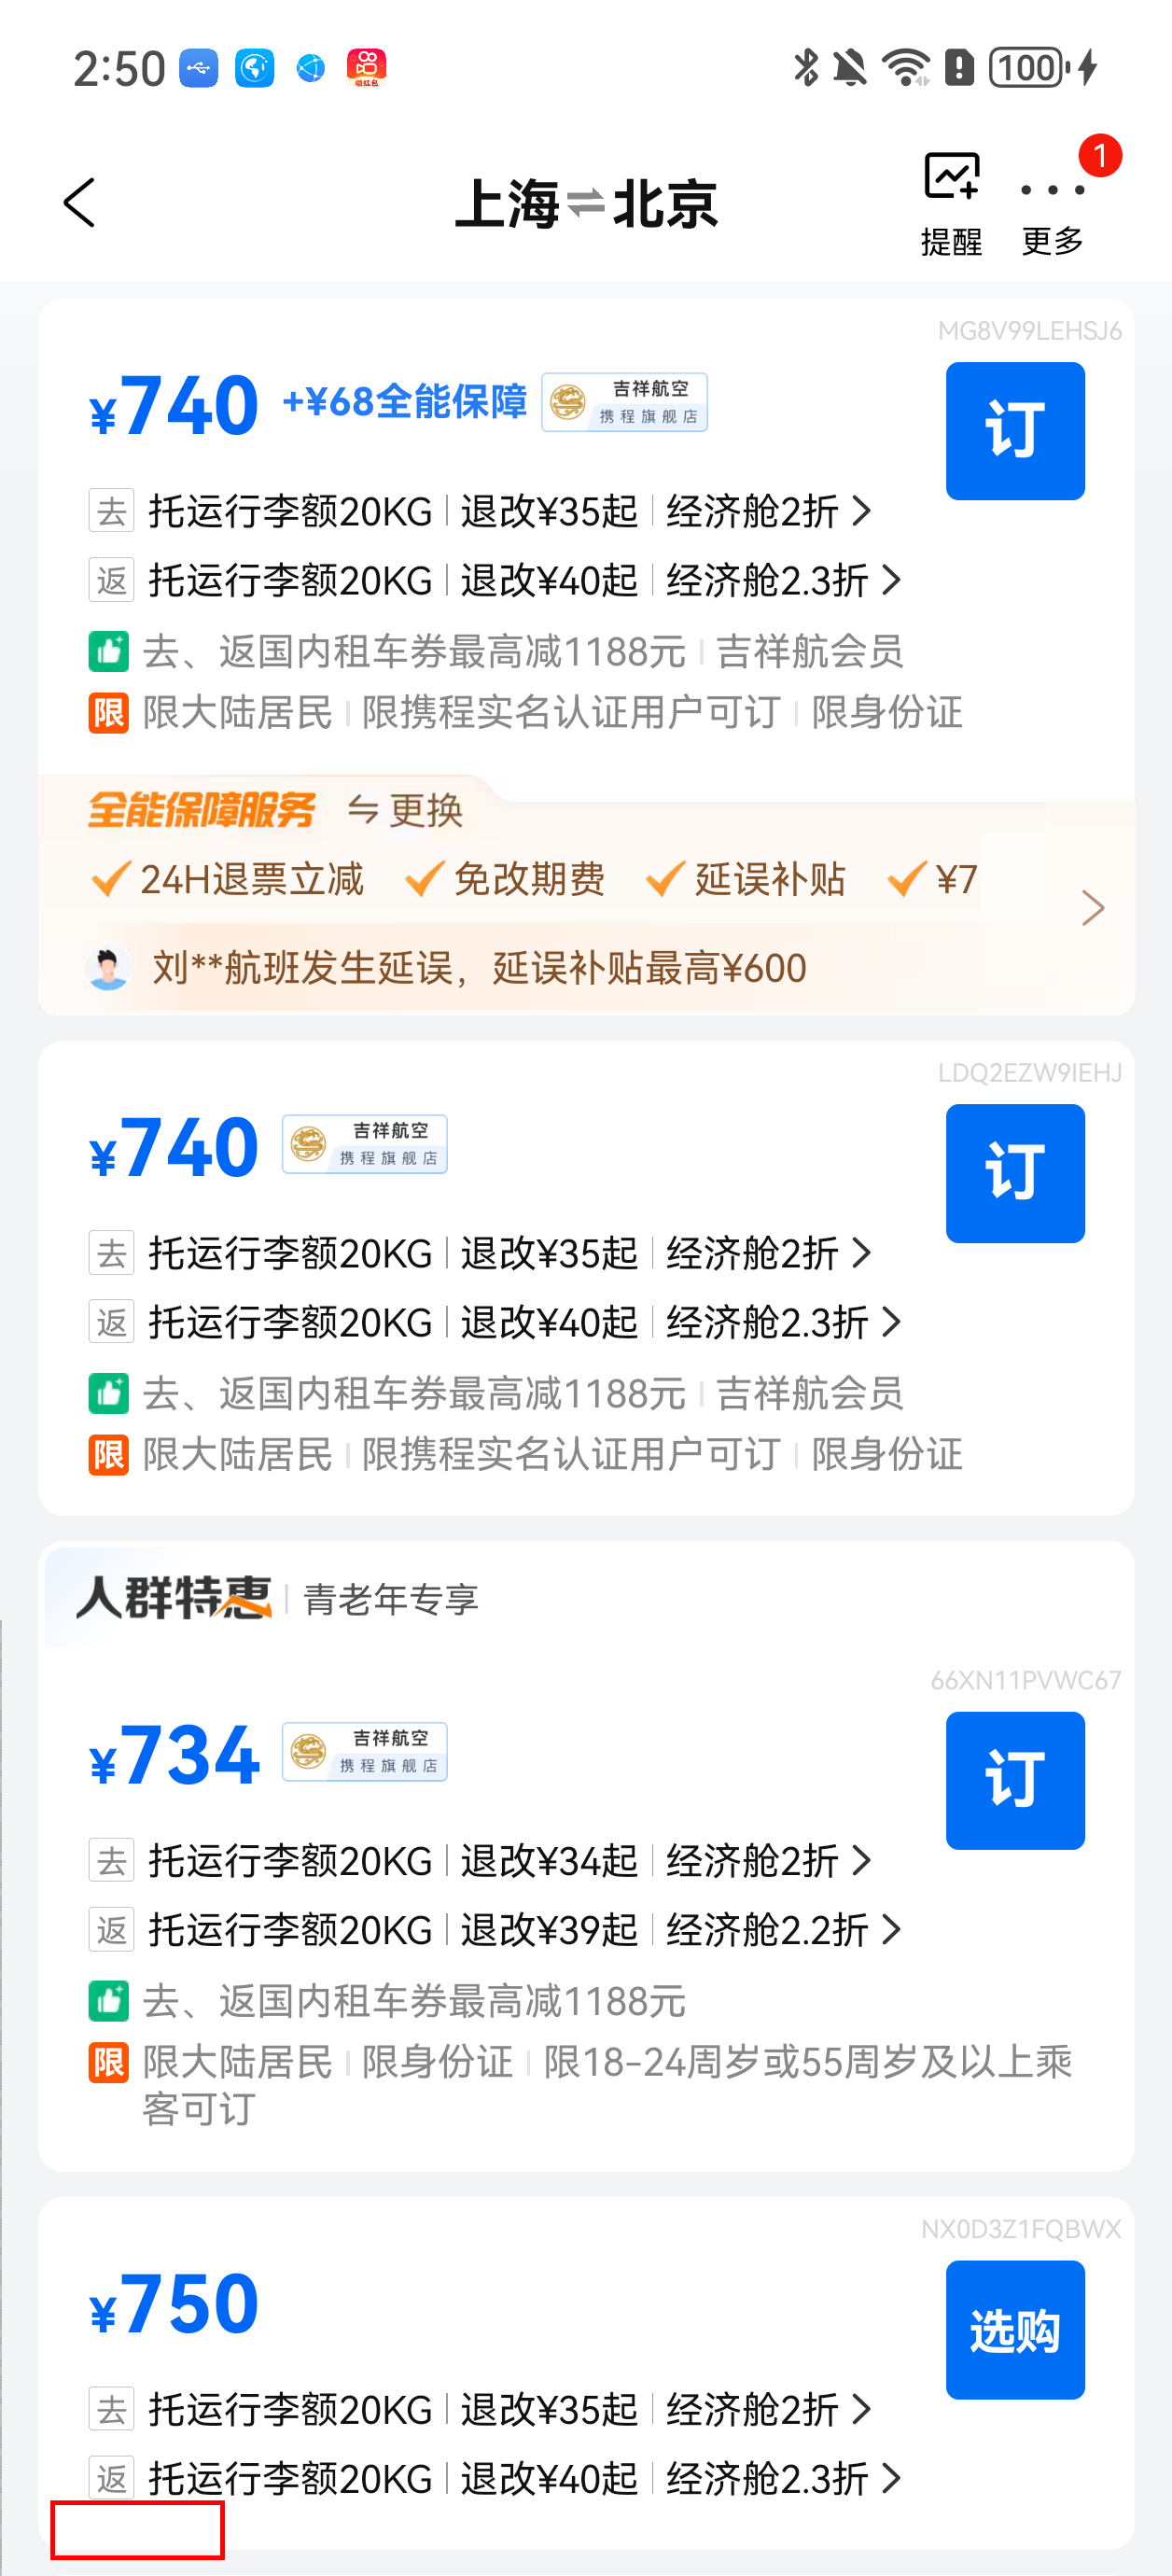 2:50
领红包
100
上海⇌北京
提醒
更多
1
MG8V99LEHSJ6
¥740 +¥68全能保障 吉祥航空 携程旗舰店
订
去 托运行李额20KG | 退改¥35起 | 经济舱2折 >
返 托运行李额20KG | 退改¥40起 | 经济舱2.3折 >
去、返国内租车券最高减1188元 | 吉祥航会员
限 限大陆居民 | 限携程实名认证用户可订 | 限身份证
全能保障服务 ⇋ 更换
24H退票立减 免改期费 延误补贴 ¥7
刘**航班发生延误，延误补贴最高¥600
LDQ2EZW9IEHJ
¥740 吉祥航空 携程旗舰店
订
去 托运行李额20KG | 退改¥35起 | 经济舱2折 >
返 托运行李额20KG | 退改¥40起 | 经济舱2.3折 >
去、返国内租车券最高减1188元 | 吉祥航会员
限 限大陆居民 | 限携程实名认证用户可订 | 限身份证
人群特惠 | 青老年专享
66XN11PVWC67
¥734 吉祥航空 携程旗舰店
订
去 托运行李额20KG | 退改¥34起 | 经济舱2折 >
返 托运行李额20KG | 退改¥39起 | 经济舱2.2折 >
去、返国内租车券最高减1188元
限 限大陆居民 | 限身份证 | 限18-24周岁或55周岁及以上乘
客可订
NX0D3Z1FQBWX
¥750
选购
去 托运行李额20KG | 退改¥35起 | 经济舱2折 >
返 托运行李额20KG | 退改¥40起 | 经济舱2.3折 >